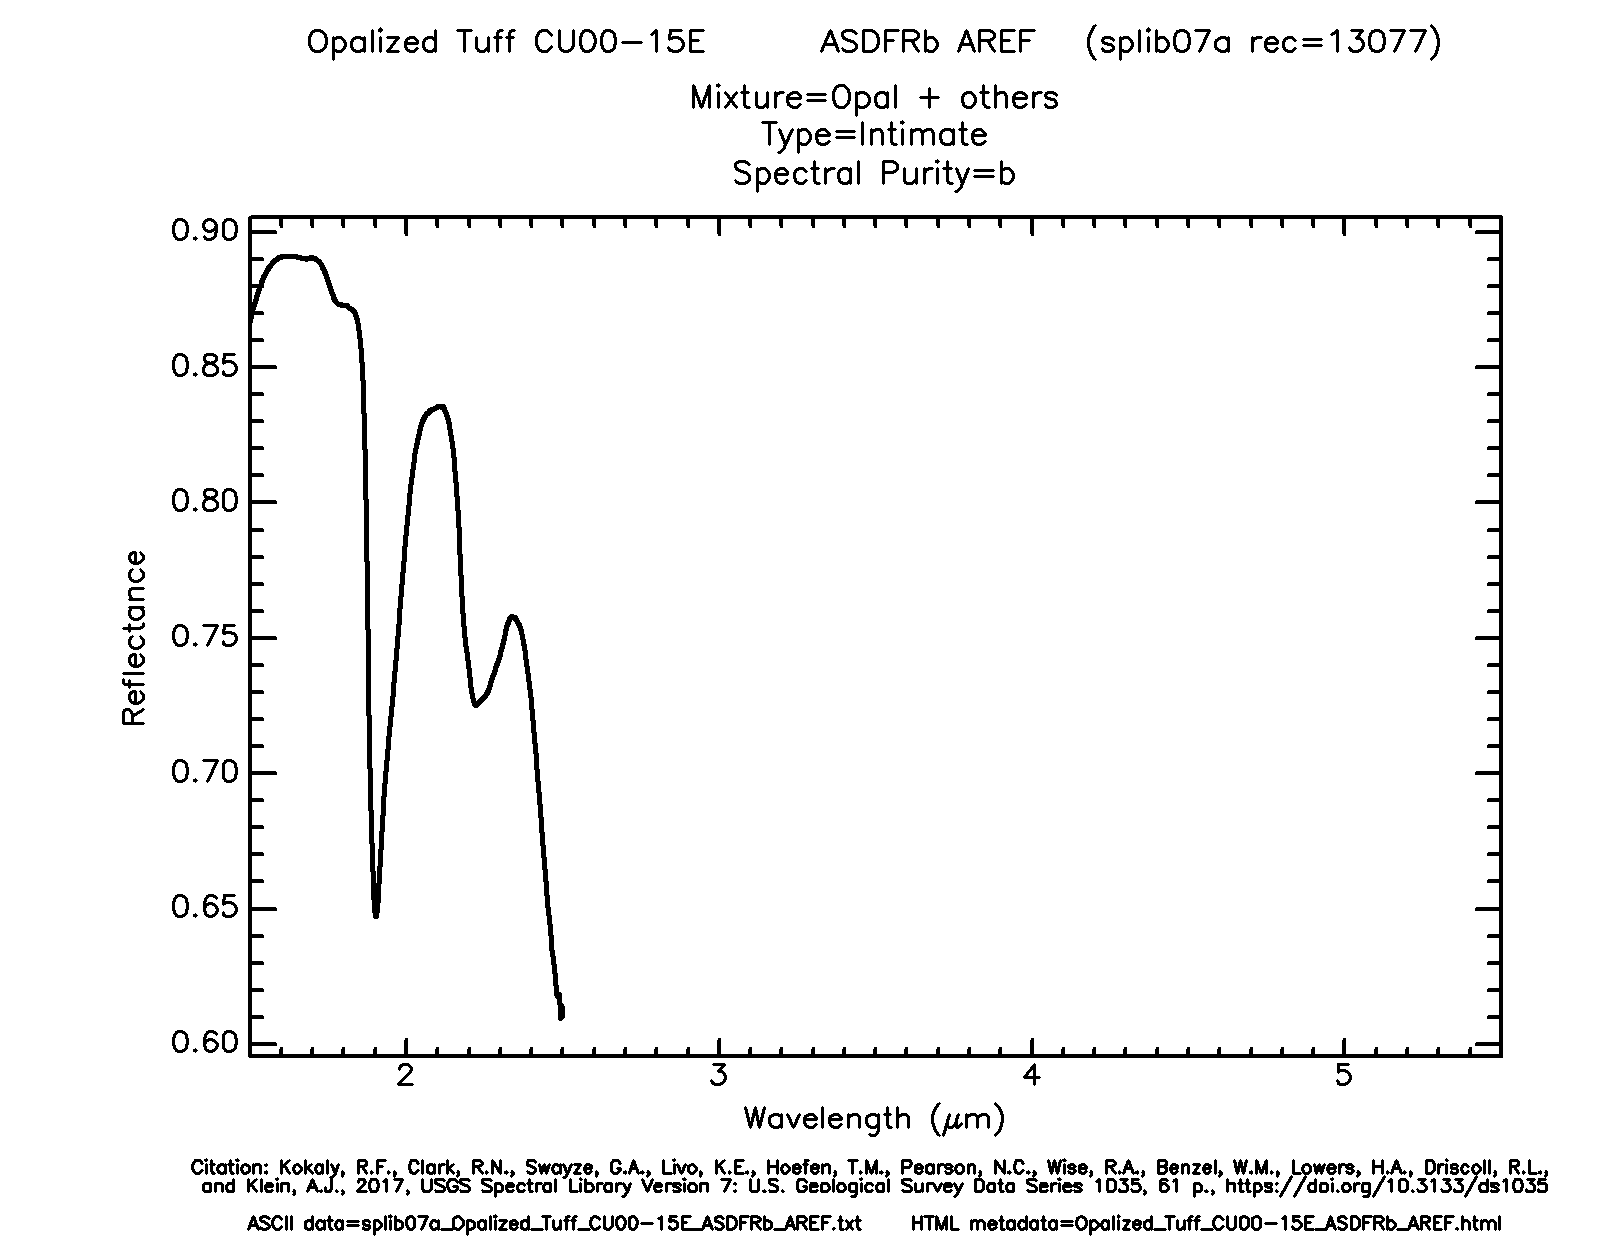 Opalized Tuff CU00-15E ASDFRb AREF (splib07a rec=13077)
Mixture=Opal + others
Type=Intimate
Spectral Purity=b
0.90
0.85
0.80
0.75
0.70
0.65
0.60
Reflectance
2 3 4 5
Wavelength (μm)
Citation: Kokaly, R.F., Clark, R.N., Swayze, G.A., Livo, K.E., Hoefen, T.M., Pearson, N.C., Wise, R.A., Benzel, W.M., Lowers, H.A., Driscoll, R.L.,
and Klein, A.J., 2017, USGS Spectral Library Version 7: U.S. Geological Survey Data Series 1035, 61 p., https://doi.org/10.3133/ds1035
ASCII data=splib07a_Opalized_Tuff_CU00-15E_ASDFRb_AREF.txt HTML metadata=Opalized_Tuff_CU00-15E_ASDFRb_AREF.html